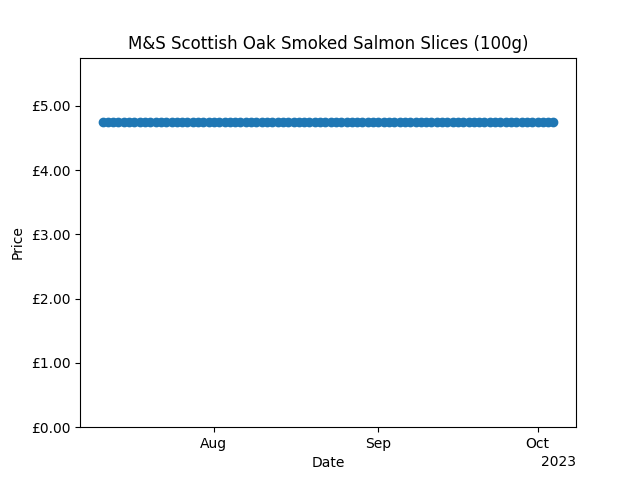 M&S Scottish Oak Smoked Salmon Slices (100g)
£5.00
£4.00
£3.00
£2.00
£1.00
£0.00
Price
Aug
Sep
Oct
Date
2023